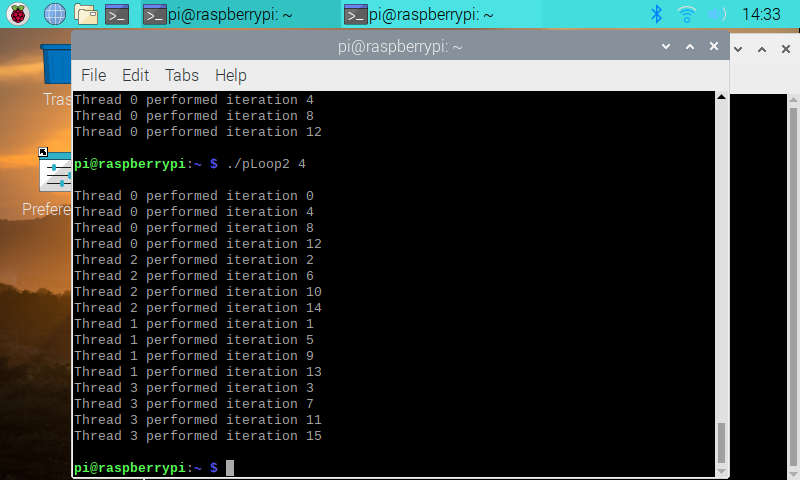 pi@raspberrypi: ~ pi@raspberrypi: ~ 14:33
pi@raspberrypi: ~
File Edit Tabs Help
Tras
Prefere
Thread 0 performed iteration 4
Thread 0 performed iteration 8
Thread 0 performed iteration 12
pi@raspberrypi:~ $ ./pLoop2 4
Thread 0 performed iteration 0
Thread 0 performed iteration 4
Thread 0 performed iteration 8
Thread 0 performed iteration 12
Thread 2 performed iteration 2
Thread 2 performed iteration 6
Thread 2 performed iteration 10
Thread 2 performed iteration 14
Thread 1 performed iteration 1
Thread 1 performed iteration 5
Thread 1 performed iteration 9
Thread 1 performed iteration 13
Thread 3 performed iteration 3
Thread 3 performed iteration 7
Thread 3 performed iteration 11
Thread 3 performed iteration 15
pi@raspberrypi:~ $